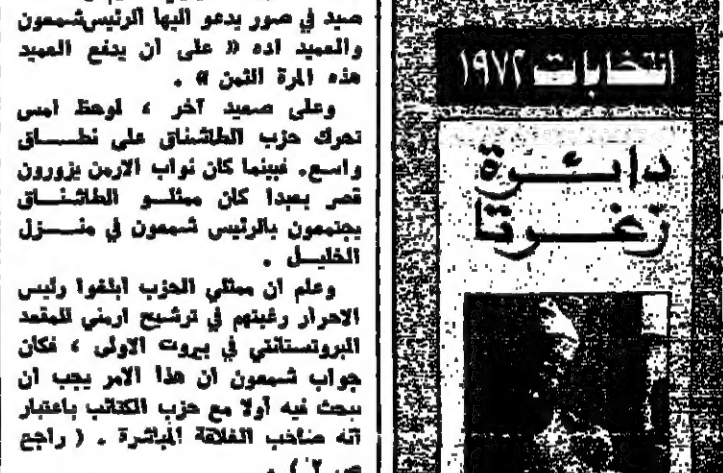 صيد في صور يدعو اليها الرئيس شمعون
والعميد اده « على ان يدفع العميد
هذه المرة الثمن » .
وعلى صعيد آخر ، لوحظ امس
تحرك حزب الطاشناق على نطاق
واسع، فبينما كان نواب الارمن يزورون
قصر بعبدا كان ممثلو الطاشناق
يجتمعون بالرئيس شمعون في منزل
الخليل .
وعلم ان ممثلي الحزب ابلغوا رئيس
الاحرار رغبتهم في ترشيح ارمني للمقعد
البروتستانتي في بيروت الاولى ، فكان
جواب شمعون ان هذا الامر يجب ان
يبحث فيه أولا مع حزب الكتائب باعتبار
انه صاحب العلاقة المباشرة . ( راجع
ص ٢ ) .
انتخابات ١٩٧٢
دائرة
زغرتا